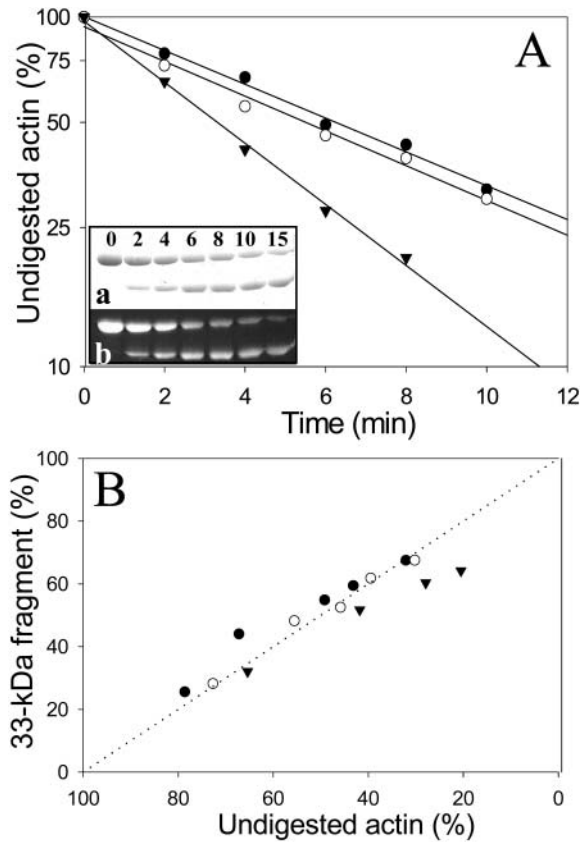 100
A
75
50
25
10
Undigested actin (%)
0 2 4 6 8 10 15
a
b
0 2 4 6 8 10 12
Time (min)
100
B
80
60
40
20
0
33-kDa fragment (%)
100 80 60 40 20 0
Undigested actin (%)